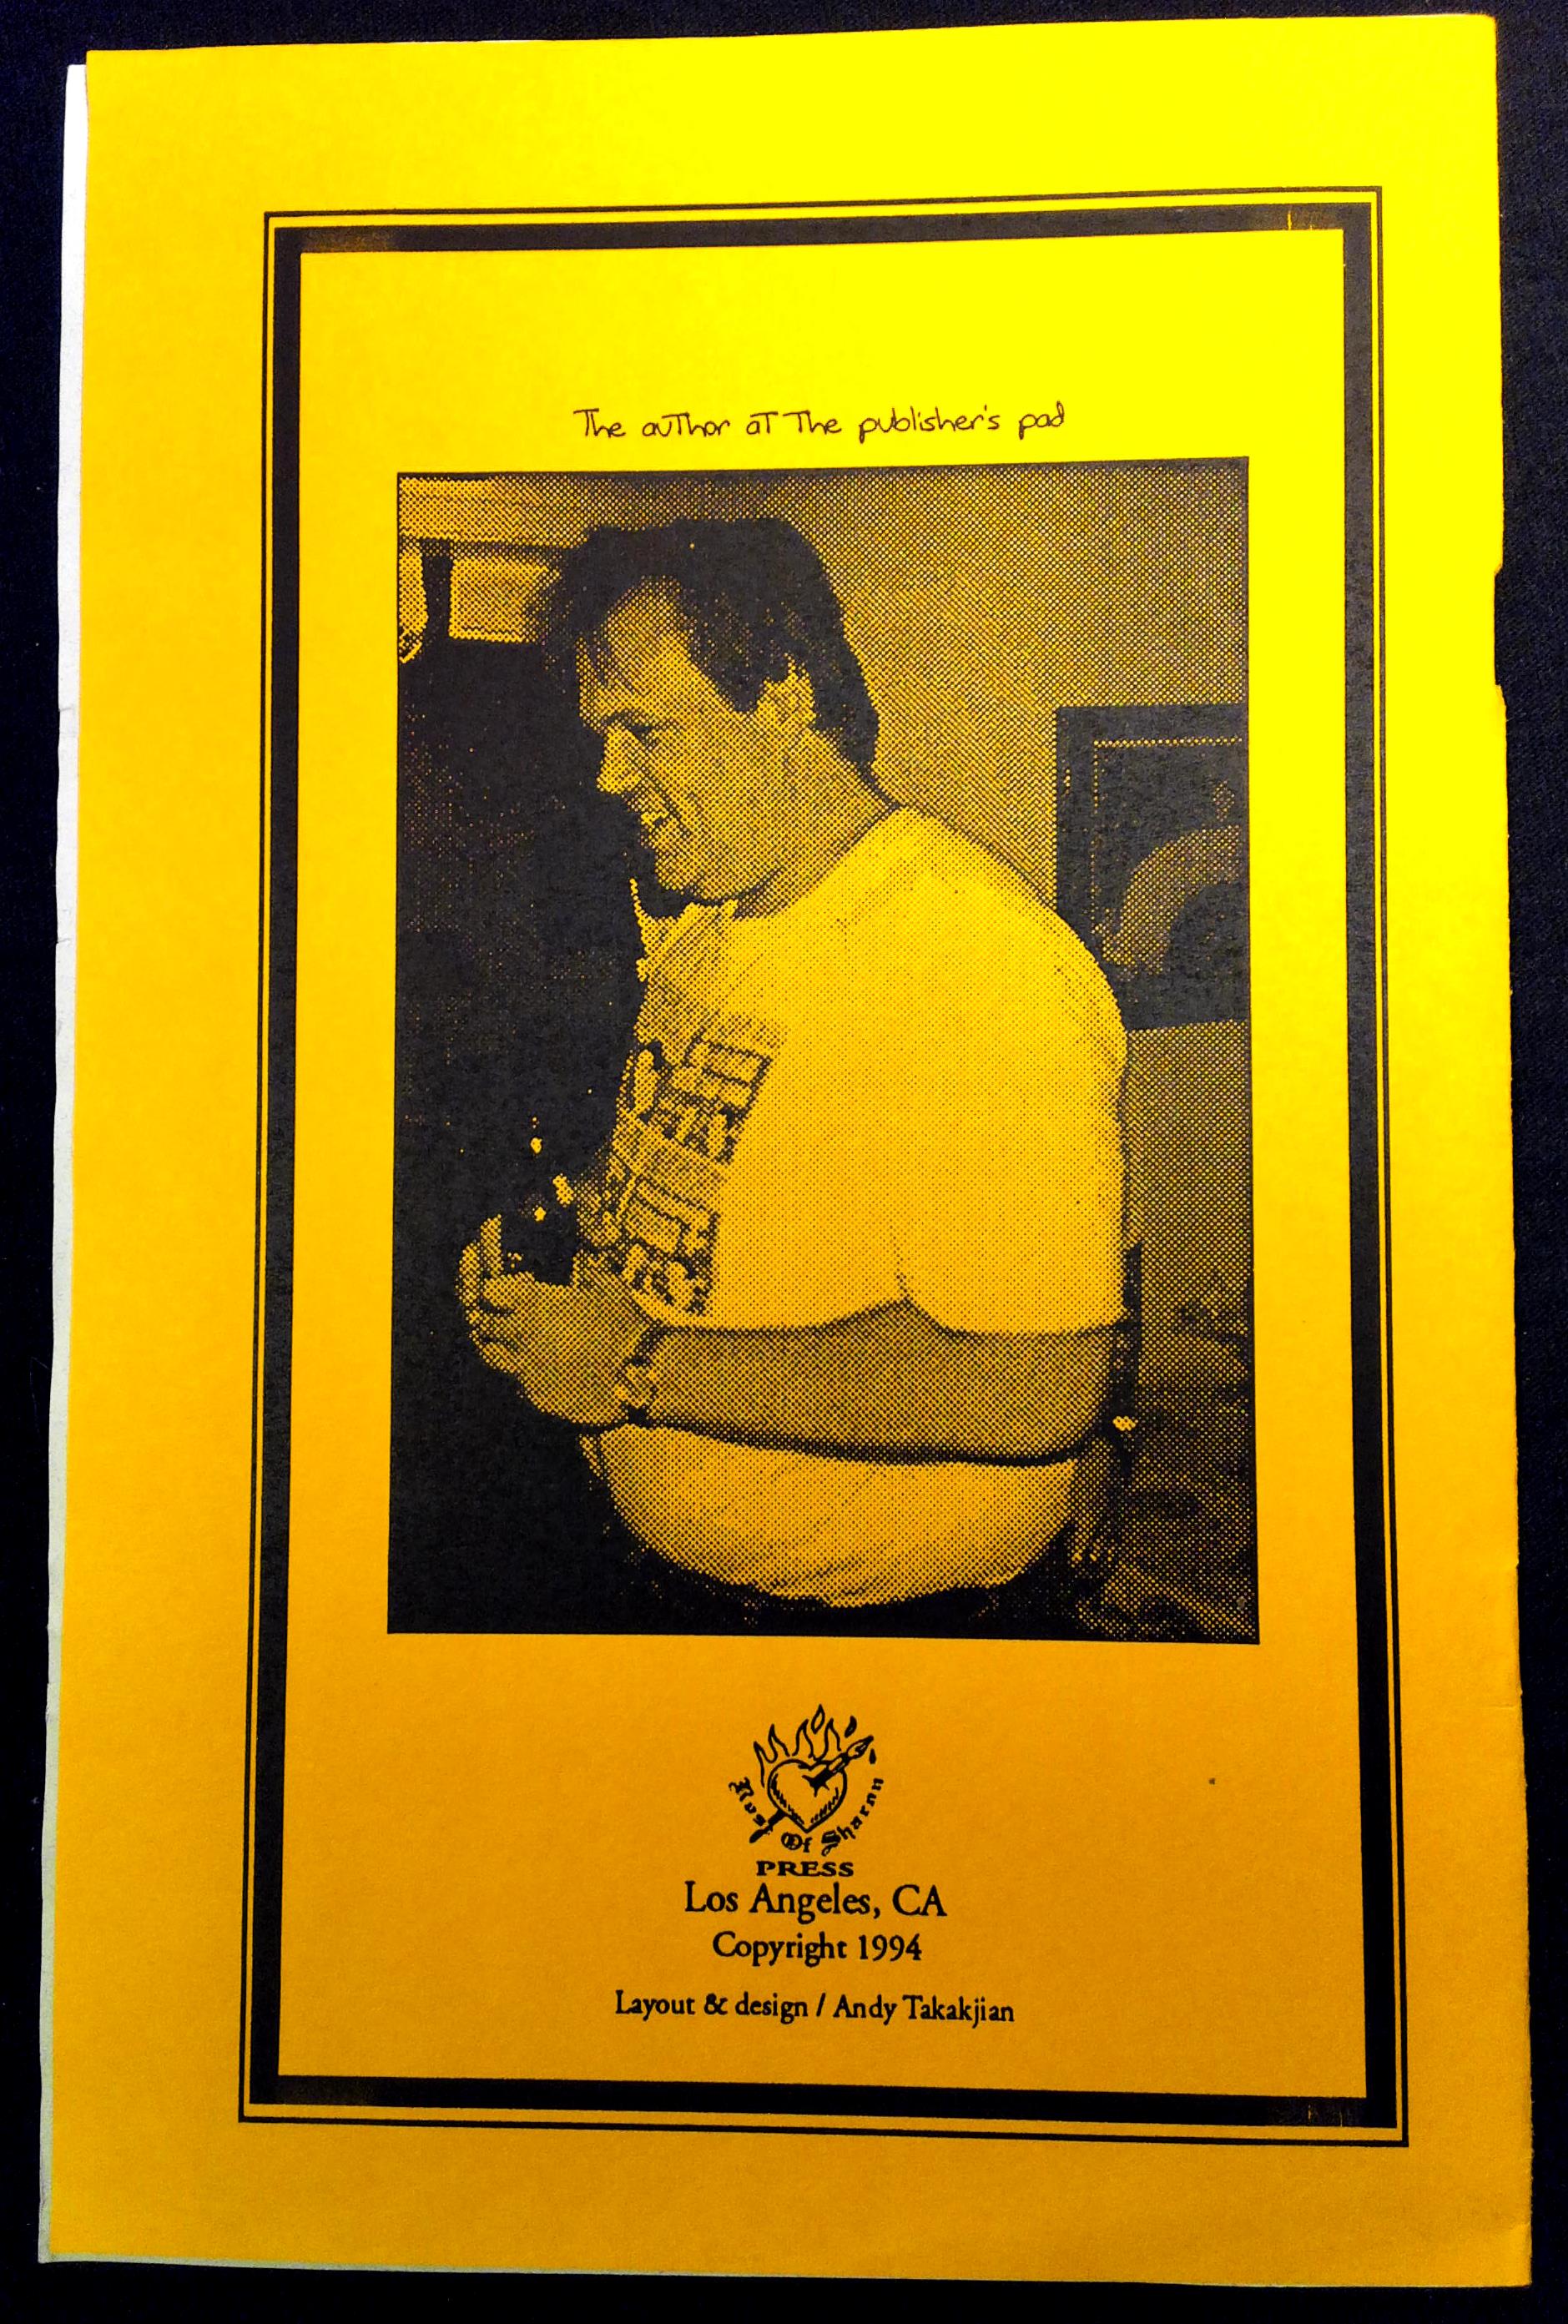 The author at the publisher's pad
Rose Of Sharon
PRESS
Los Angeles, CA
Copyright 1994
Layout & design / Andy Takakjian